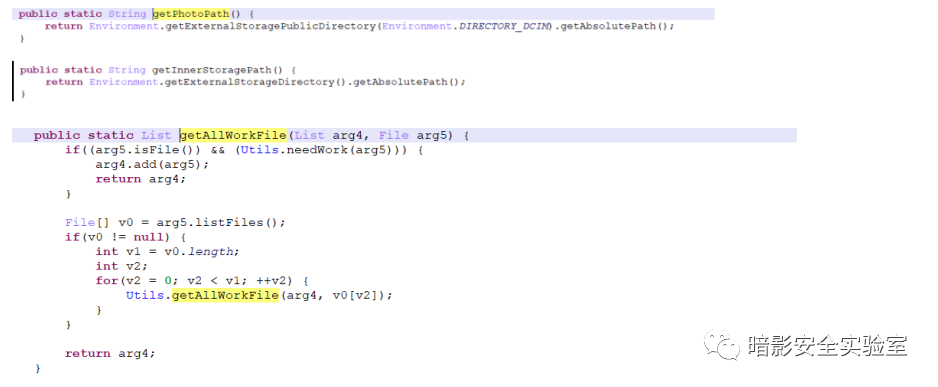 public static String getPhotoPath() {
return Environment.getExternalStoragePublicDirectory(Environment.DIRECTORY_DCIM).getAbsolutePath();
}
public static String getInnerStoragePath() {
return Environment.getExternalStorageDirectory().getAbsolutePath();
}
public static List getAllWorkFile(List arg4, File arg5) {
if((arg5.isFile()) && (Utils.needWork(arg5))) {
arg4.add(arg5);
return arg4;
}
File[] v0 = arg5.listFiles();
if(v0 != null) {
int v1 = v0.length;
int v2;
for(v2 = 0; v2 < v1; ++v2) {
Utils.getAllWorkFile(arg4, v0[v2]);
}
}
return arg4;
}
暗影安全实验室